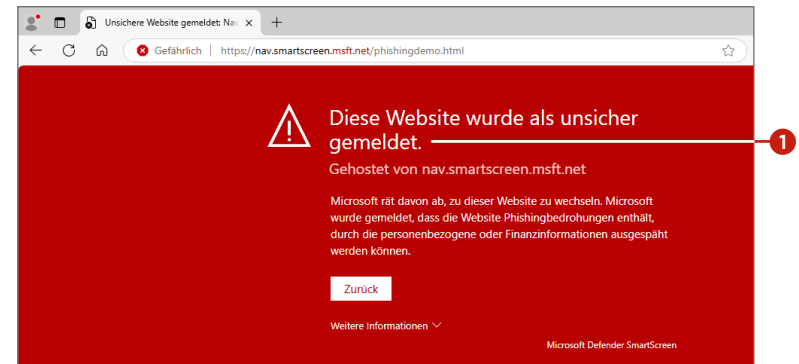 Unsichere Website gemeldet: Nav
Gefährlich https://nav.smartscreen.msft.net/phishingdemo.html
Diese Website wurde als unsicher
gemeldet.
1
Gehostet von nav.smartscreen.msft.net
Microsoft rät davon ab, zu dieser Website zu wechseln. Microsoft
wurde gemeldet, dass die Website Phishingbedrohungen enthält,
durch die personenbezogene oder Finanzinformationen ausgespäht
werden können.
Zurück
Weitere Informationen
Microsoft Defender SmartScreen